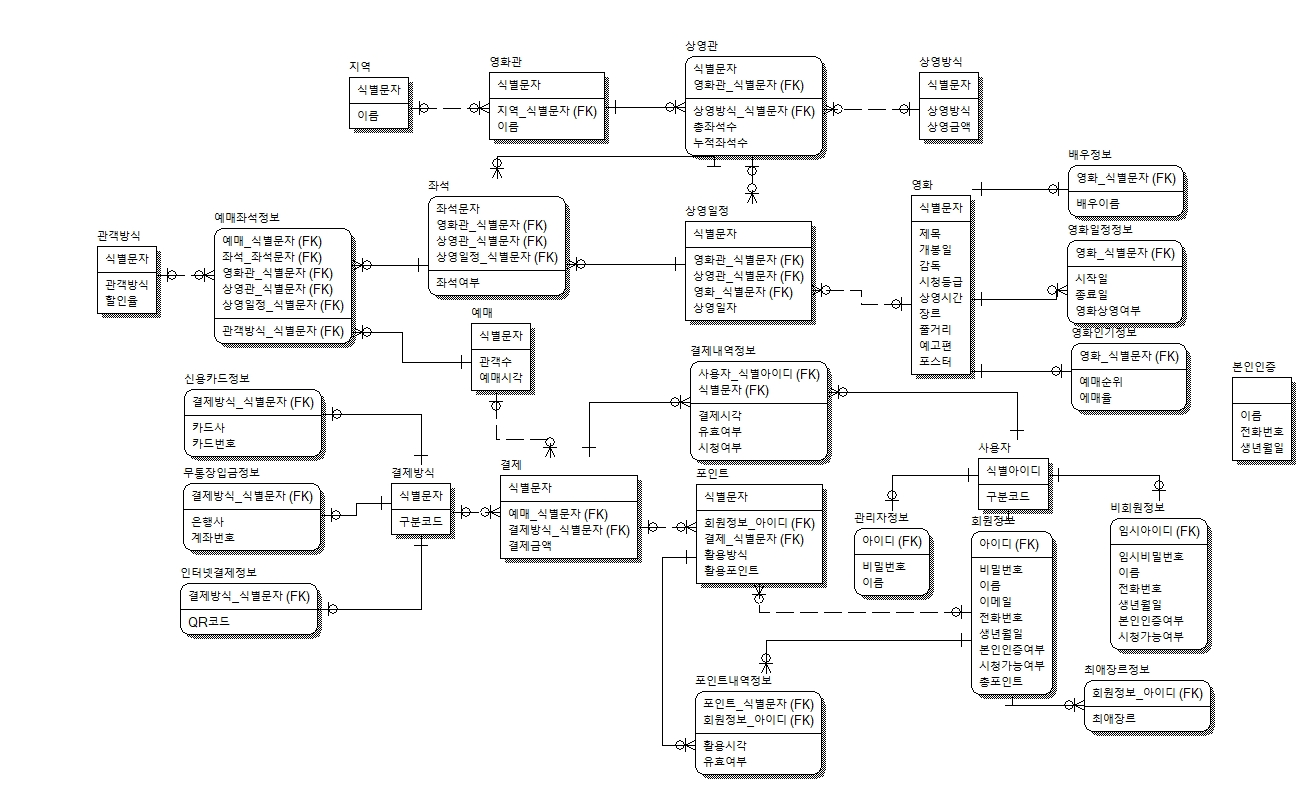 지역
식별문자
이름
영화관
식별문자
지역_식별문자 (FK)
이름
상영관
식별문자
영화관_식별문자 (FK)
상영방식_식별문자 (FK)
총좌석수
누적좌석수
상영방식
식별문자
상영방식
상영금액
관객방식
식별문자
관객방식
할인율
예매좌석정보
예매_식별문자 (FK)
좌석_좌석문자 (FK)
영화관_식별문자 (FK)
상영관_식별문자 (FK)
상영일정_식별문자 (FK)
관객방식_식별문자 (FK)
좌석
좌석문자
영화관_식별문자 (FK)
상영관_식별문자 (FK)
상영일정_식별문자 (FK)
좌석여부
상영일정
식별문자
영화관_식별문자 (FK)
상영관_식별문자 (FK)
영화_식별문자 (FK)
상영일자
영화
식별문자
제목
개봉일
감독
시청등급
상영시간
장르
줄거리
예고편
포스터
배우정보
영화_식별문자 (FK)
배우이름
영화일정정보
영화_식별문자 (FK)
시작일
종료일
영화상영여부
영화인기정보
영화_식별문자 (FK)
예매순위
에매율
본인인증
이름
전화번호
생년월일
예매
식별문자
관객수
예매시각
결제내역정보
사용자_식별아이디 (FK)
식별문자 (FK)
결제시각
유효여부
시청여부
신용카드정보
결제방식_식별문자 (FK)
카드사
카드번호
무통장입금정보
결제방식_식별문자 (FK)
은행사
계좌번호
인터넷결제정보
결제방식_식별문자 (FK)
QR코드
결제방식
식별문자
구분코드
결제
식별문자
예매_식별문자 (FK)
결제방식_식별문자 (FK)
결제금액
포인트
식별문자
회원정보_아이디 (FK)
결제_식별문자 (FK)
활용방식
활용포인트
사용자
식별아이디
구분코드
관리자정보
아이디 (FK)
비밀번호
이름
회원정보
아이디 (FK)
비밀번호
이름
이메일
전화번호
생년월일
본인인증여부
시청가능여부
총포인트
비회원정보
임시아이디 (FK)
임시비밀번호
이름
전화번호
생년월일
본인인증여부
시청가능여부
포인트내역정보
포인트_식별문자 (FK)
회원정보_아이디 (FK)
활용시각
유효여부
최애장르정보
회원정보_아이디 (FK)
최애장르